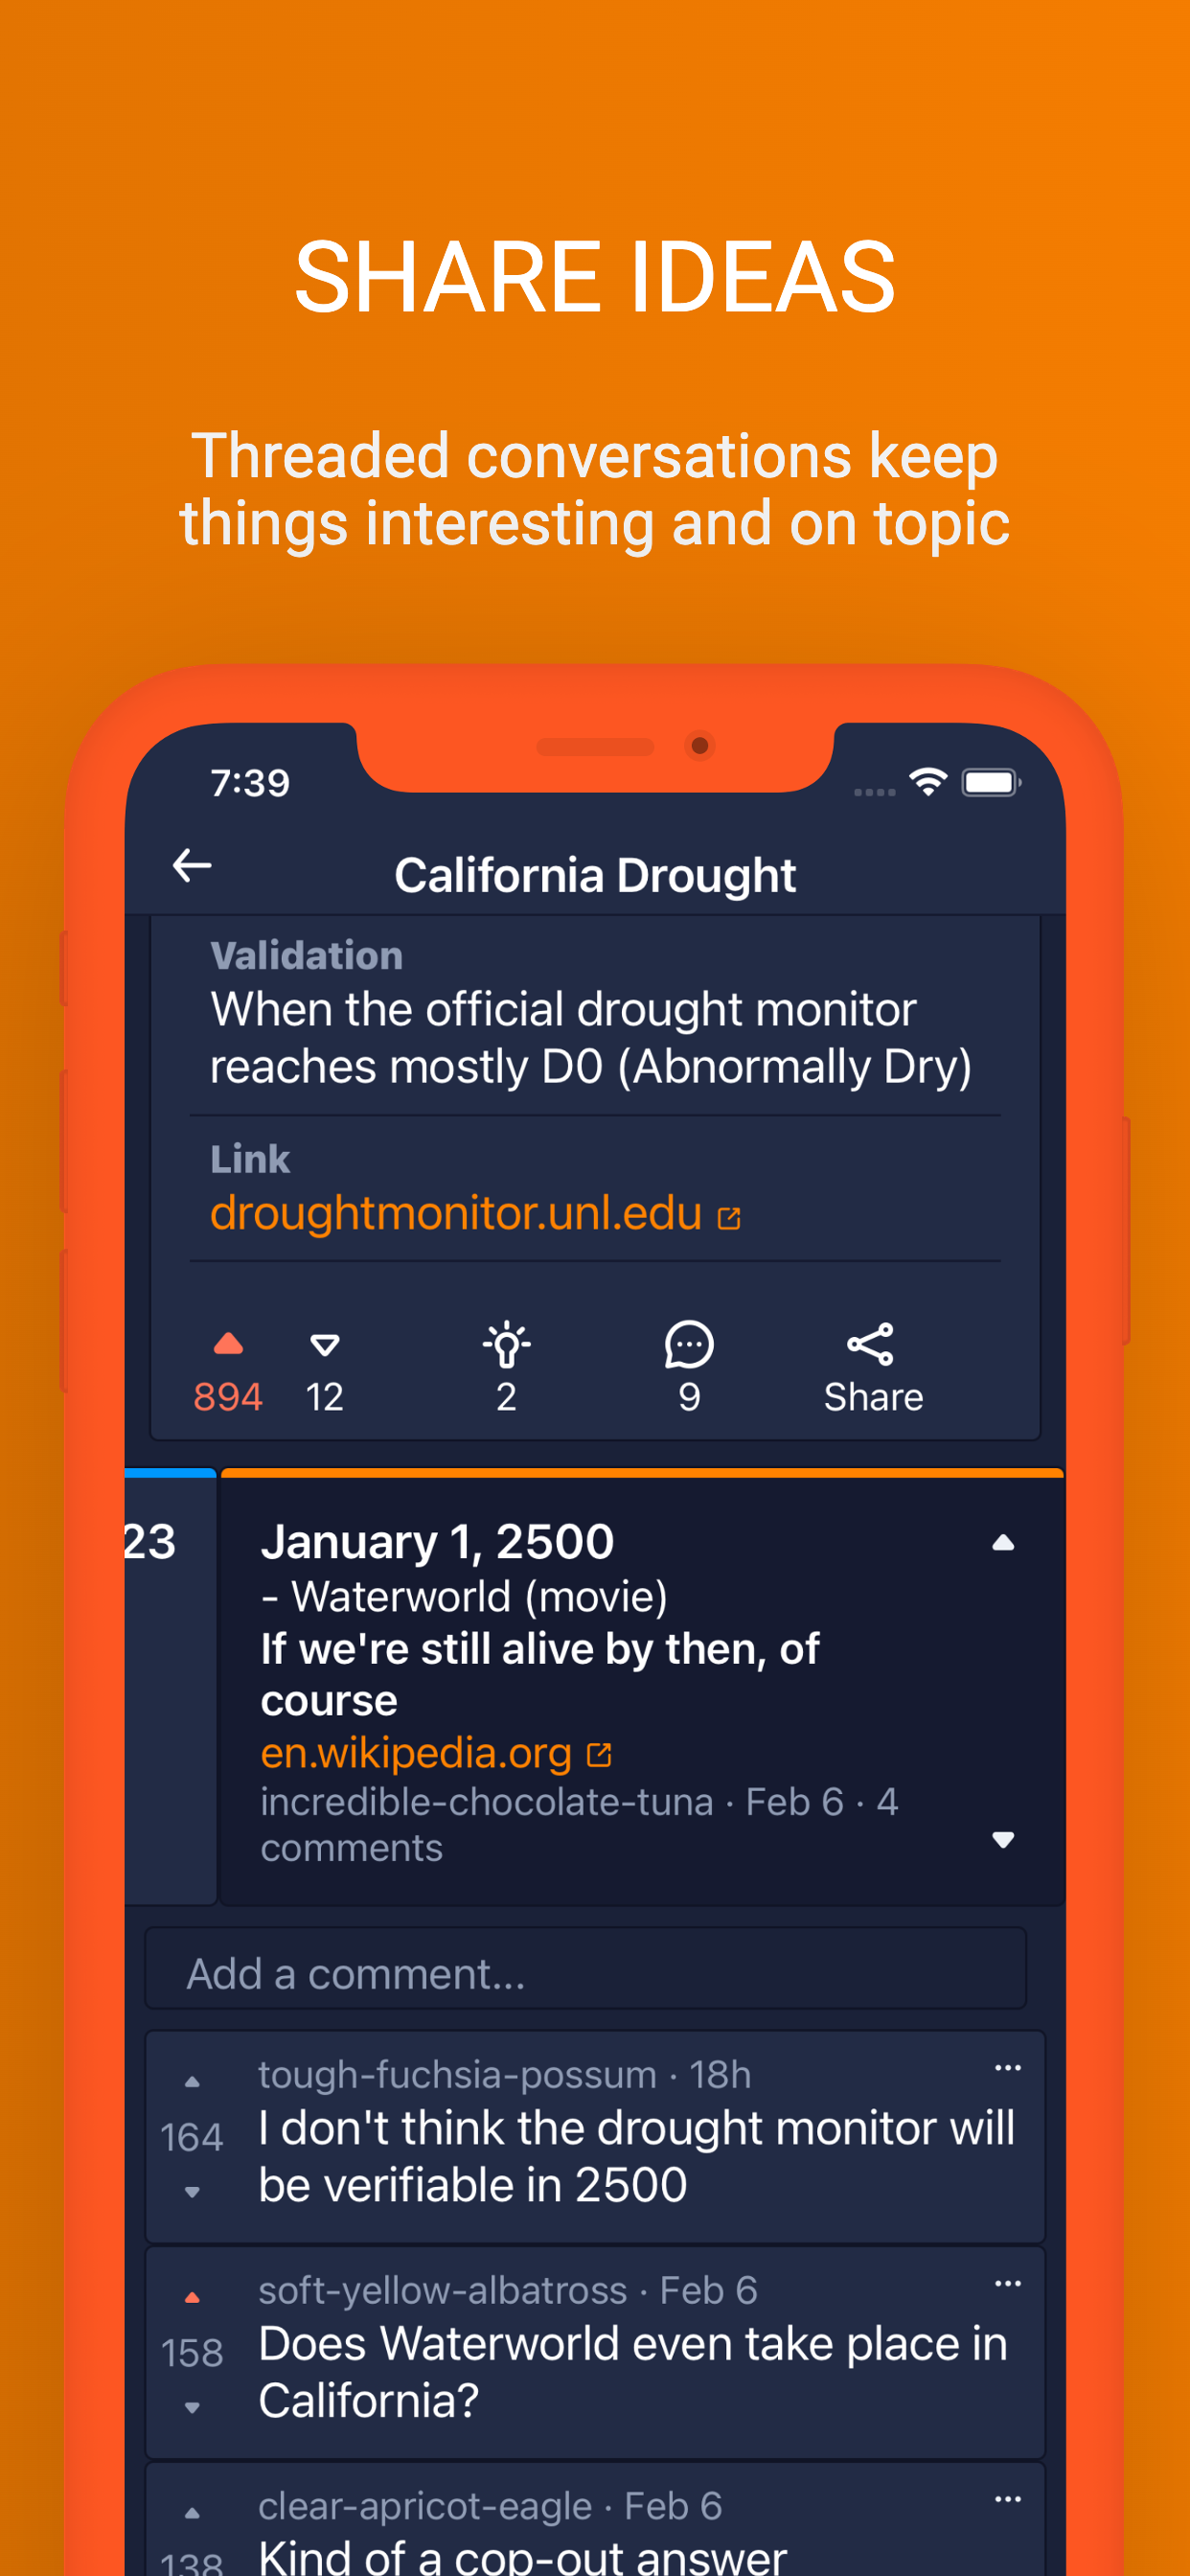 SHARE IDEAS
Threaded conversations keep
things interesting and on topic
7:39
California Drought
Validation
When the official drought monitor
reaches mostly D0 (Abnormally Dry)
Link
droughtmonitor.unl.edu
894 12 2 9 Share
23
January 1, 2500
- Waterworld (movie)
If we're still alive by then, of
course
en.wikipedia.org
incredible-chocolate-tuna · Feb 6 · 4
comments
Add a comment...
tough-fuchsia-possum · 18h
164
I don't think the drought monitor will
be verifiable in 2500
soft-yellow-albatross · Feb 6
158
Does Waterworld even take place in
California?
clear-apricot-eagle · Feb 6
138
Kind of a cop-out answer